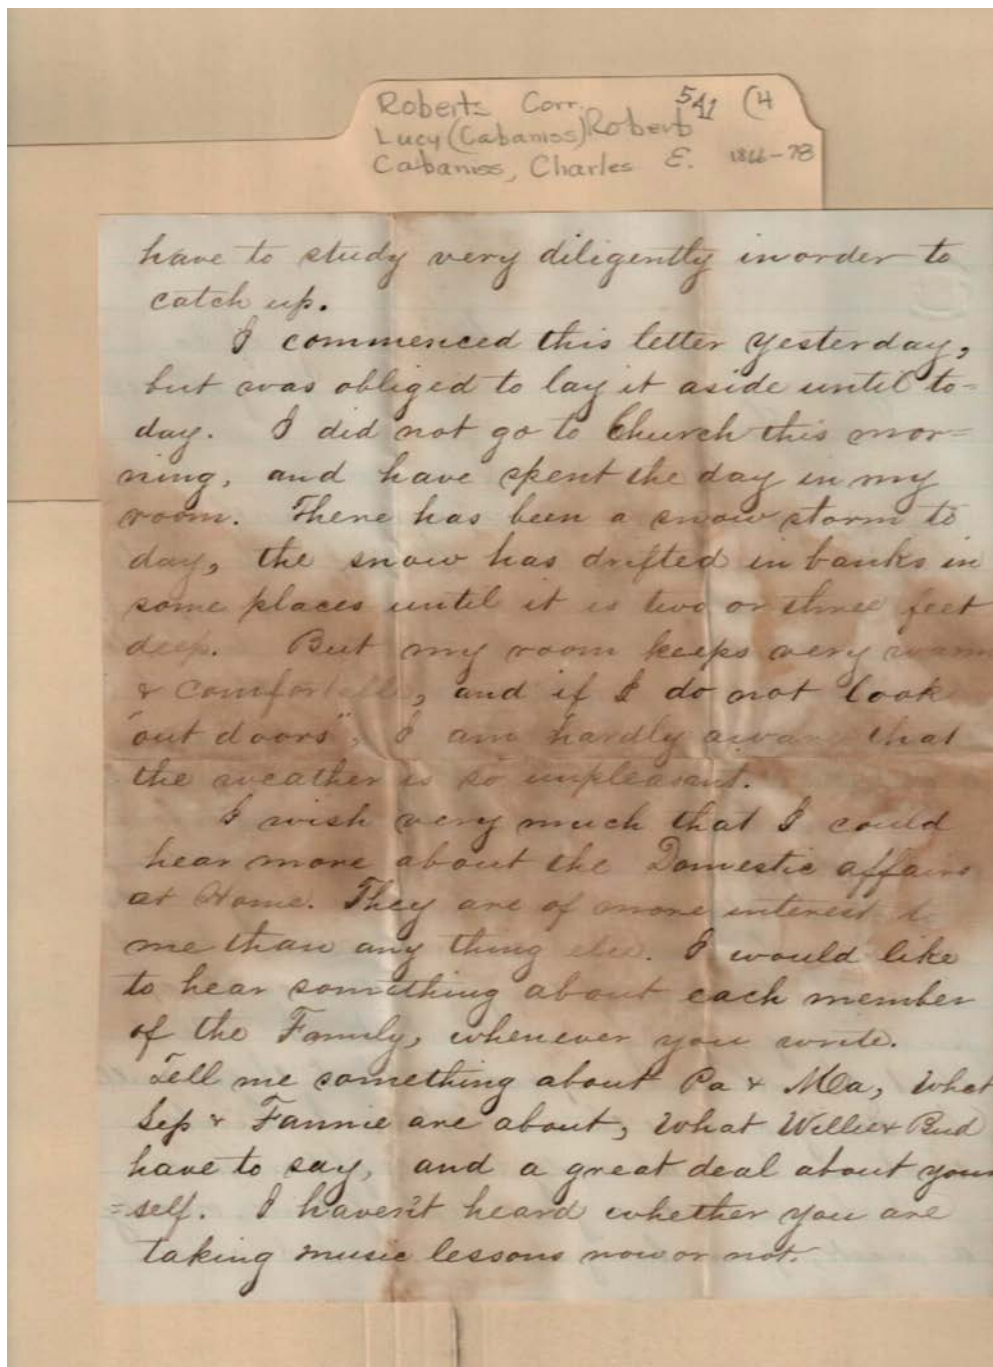 Roberts Corr. 541 (4
Lucy (Cabaniss) Roberts
Cabaniss, Charles E. 1866-78
have to study very diligently in order to
catch up.
I commenced this letter yesterday,
but was obliged to lay it aside until to-
day. I did not go to Church this mor=
ning, and have spent the day in my
room. There has been a snow storm to
day, the snow has drifted in banks in
some places until it is two or three feet
deep. But my room keeps very warm
& comfortable, and if I do not look
"out doors", I am hardly aware that
the weather is so unpleasant.
I wish very much that I could
hear more about the Domestic affairs
at Home. They are of more interest to
me than any thing else. I would like
to hear something about each member
of the Family, whenever you write.
Tell me something about Pa & Ma, What
Sep & Fannie are about, What Willie & Bud
have to say, and a great deal about your
=self. I haven't heard whether you are
taking music lessons now or not.